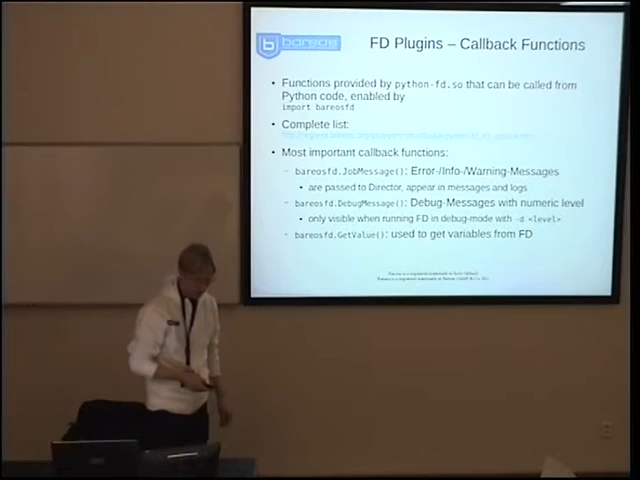 bareos
FD Plugins – Callback Functions
• Functions provided by python-fd.so that can be called from
Python code, enabled by
import bareosfd
• Complete list:
• Most important callback functions:
– bareosfd.JobMessage(): Error-/Info-/Warning-Messages
• are passed to Director, appear in messages and logs
– bareosfd.DebugMessage(): Debug-Messages with numeric level
• only visible when running FD in debug-mode with -d <level>
– bareosfd.GetValue(): used to get variables from FD